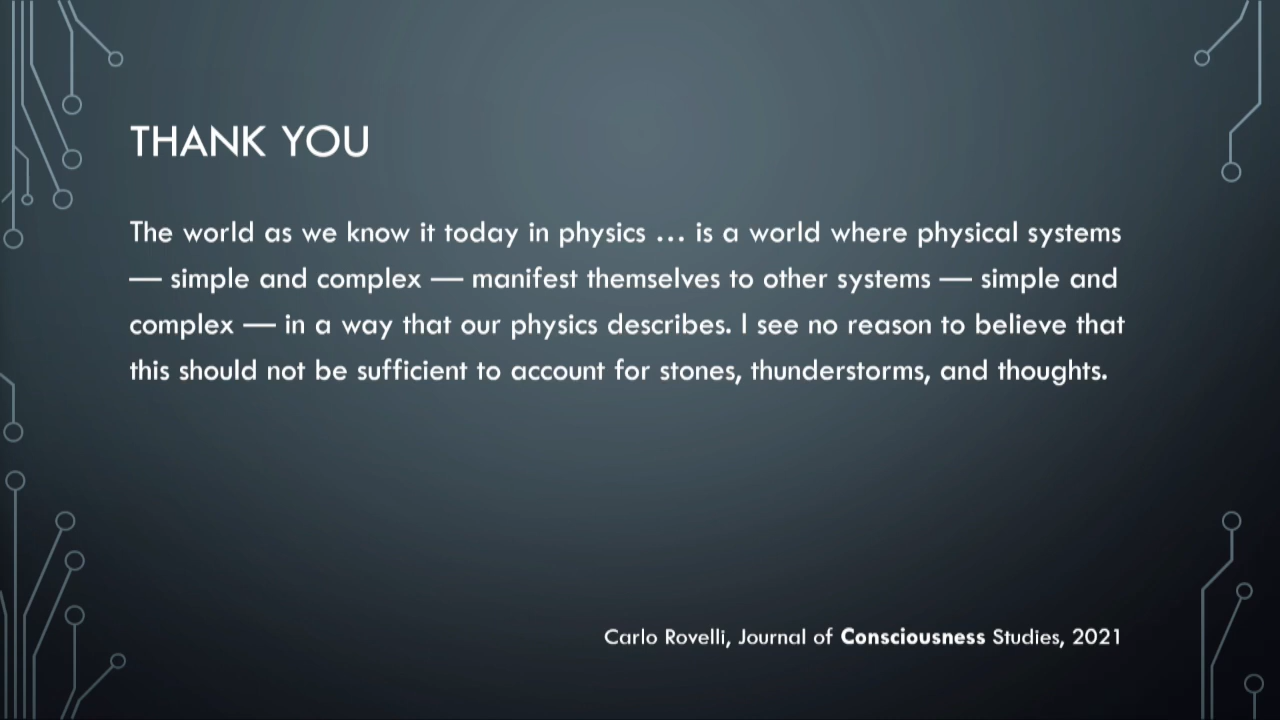 THANK YOU
The world as we know it today in physics … is a world where physical systems
— simple and complex — manifest themselves to other systems — simple and
complex — in a way that our physics describes. I see no reason to believe that
this should not be sufficient to account for stones, thunderstorms, and thoughts.
Carlo Rovelli, Journal of Consciousness Studies, 2021